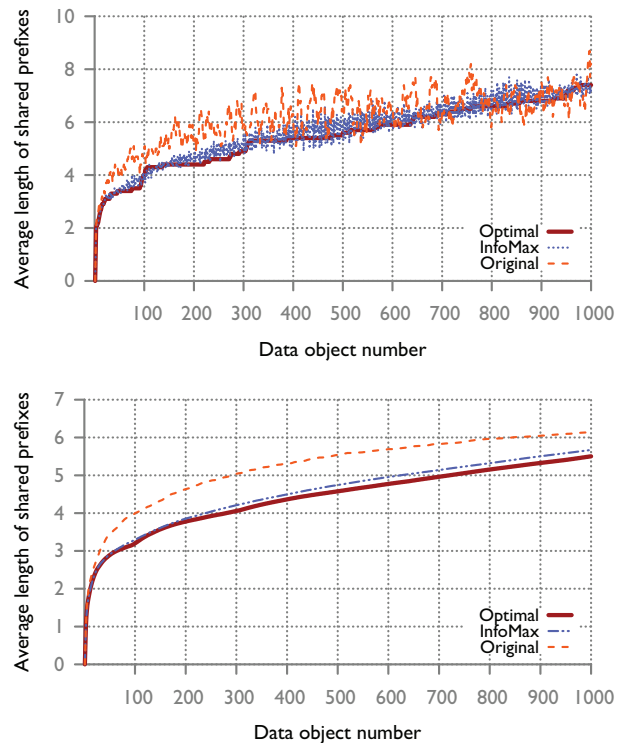 Average length of shared prefixes
10
8
6
4
2
0
Optimal
InfoMax
Original
100 200 300 400 500 600 700 800 900 1000
Data object number
Average length of shared prefixes
7
6
5
4
3
2
1
0
Optimal
InfoMax
Original
100 200 300 400 500 600 700 800 900 1000
Data object number